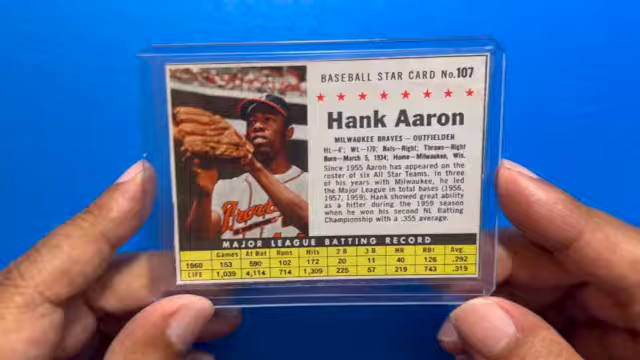 BASEBALL STAR CARD No.107
Hank Aaron
MILWAUKEE BRAVES — OUTFIELDER
Ht.—6'; Wt.—170; Bats—Right; Throws—Right
Born—March 5, 1934; Home—Milwaukee, Wis.
Since 1955 Aaron has appeared on the
roster of six All Star Teams. In three
of his years with Milwaukee, he led
the Major League in total bases (1956,
1957, 1959). Hank showed great ability
as a hitter during the 1959 season
when he won his second NL Batting
Championship with a .355 average.
MAJOR LEAGUE BATTING RECORD
Games At Bat Runs Hits 2 B 3 B HR RBI Avg.
1960 153 590 102 172 20 11 40 126 .292
LIFE 1,039 4,114 714 1,309 225 57 219 743 .319